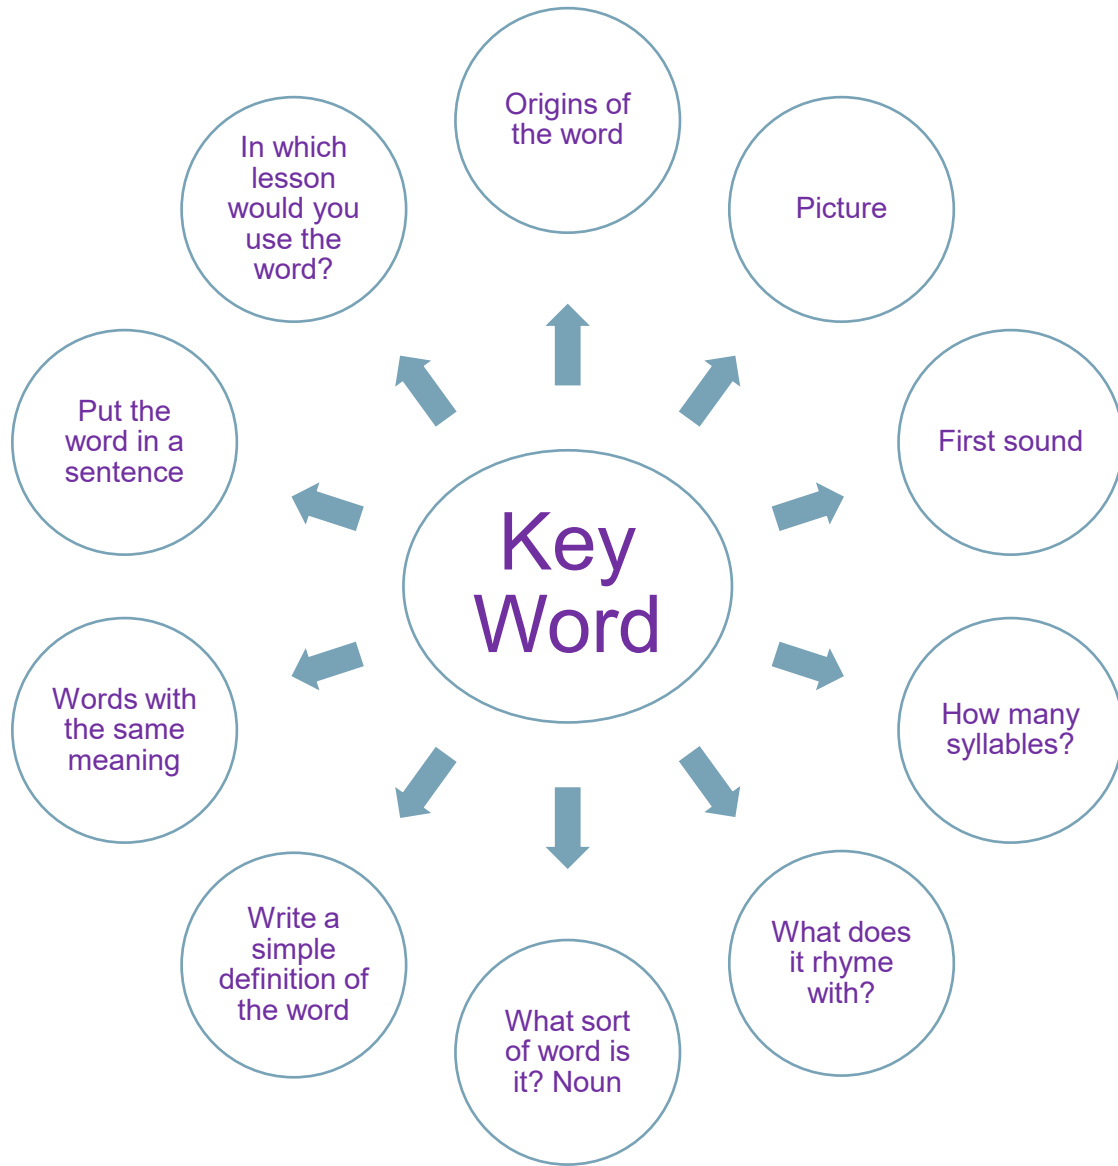 Origins of
the word
Picture
First sound
How many
syllables?
What does
it rhyme
with?
What sort
of word is
it? Noun
Write a
simple
definition of
the word
Words with
the same
meaning
Put the
word in a
sentence
In which
lesson
would you
use the
word?
Key
Word